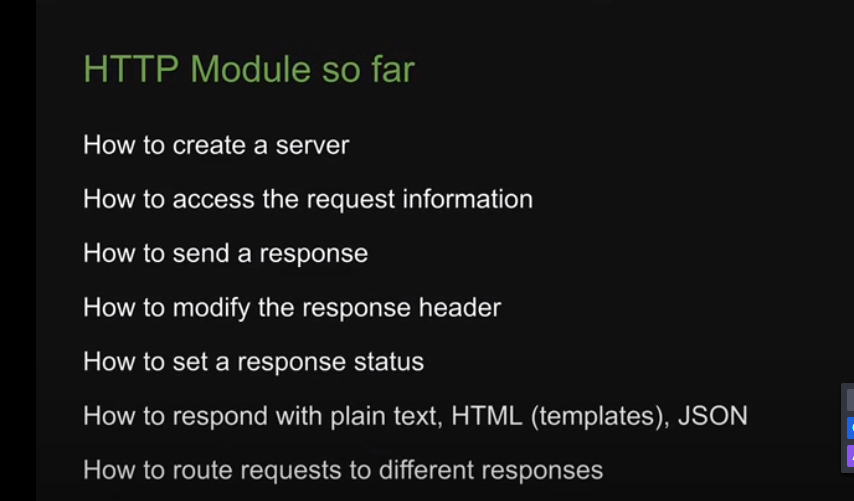 HTTP Module so far
How to create a server
How to access the request information
How to send a response
How to modify the response header
How to set a response status
How to respond with plain text, HTML (templates), JSON
How to route requests to different responses